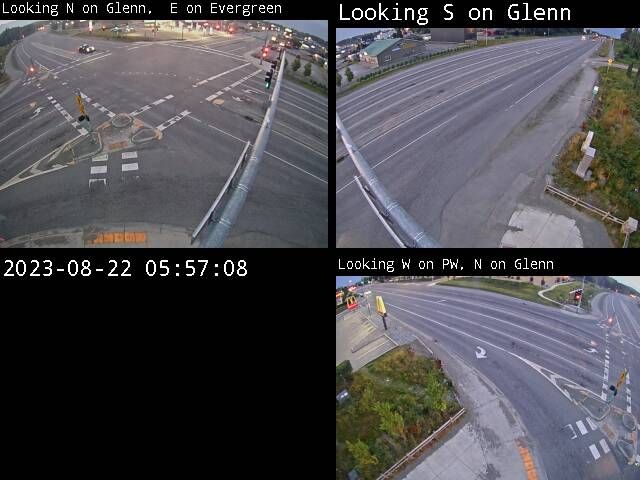 Looking N on Glenn,  E on Evergreen
Looking S on Glenn
2023-08-22 05:57:08
Looking W on PW, N on Glenn